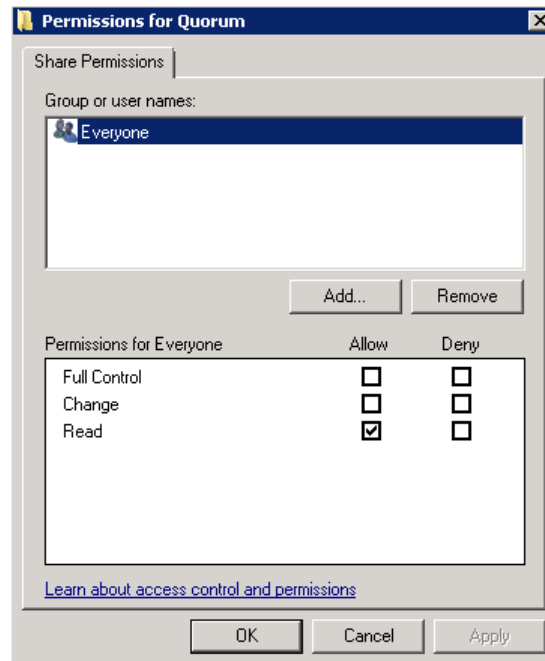 Permissions for Quorum
Share Permissions
Group or user names:
Everyone
Add... Remove
Permissions for Everyone Allow Deny
Full Control
Change
Read
Learn about access control and permissions
OK Cancel Apply